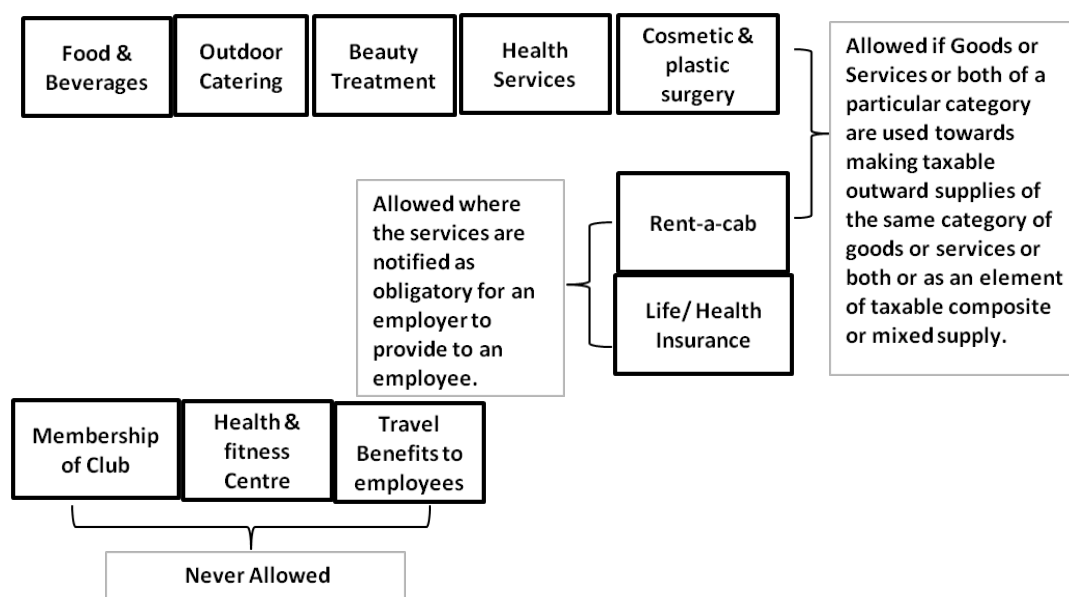 Food &
Beverages
Outdoor
Catering
Beauty
Treatment
Health
Services
Cosmetic &
plastic
surgery
Allowed if Goods or
Services or both of a
particular category
are used towards
making taxable
outward supplies of
the same category of
goods or services or
both or as an element
of taxable composite
or mixed supply.
Allowed where
the services are
notified as
obligatory for an
employer to
provide to an
employee.
Rent-a-cab
Life/ Health
Insurance
Membership
of Club
Health &
fitness
Centre
Travel
Benefits to
employees
Never Allowed